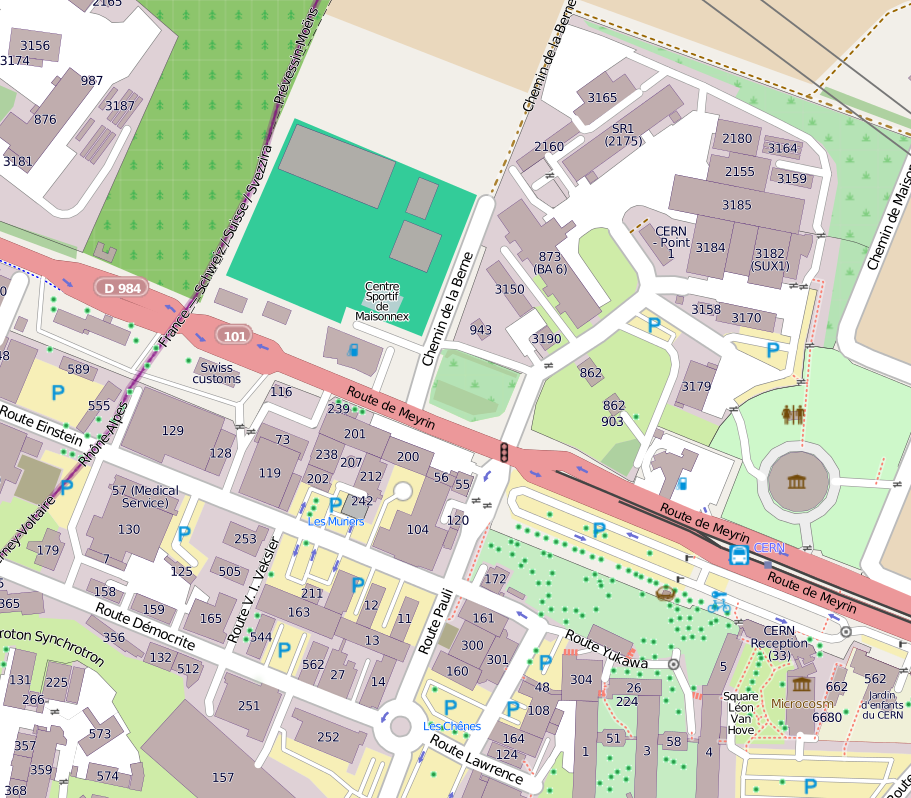 2165
3156
3174
987
3187
876
3181
Prévessin-Moëns
France
Schweiz/Suisse/Svezzira
Chemin de la Berne
3165
SR1
(2175)
2160
2180
3164
2155
3159
3185
CERN
- Point
1
3184
3182
(SUX1)
873
(BA 6)
Chemin de Maiso
3150
Centre
Sportif
de
Maisonnex
Chemin de la Berne
943
3190
3158
3170
P
P
D 984
101
Swiss
customs
589
P
555
116
Route de Meyrin
239
862
862
903
3179
48
Route Einstein
Rhône-Alpes
129
128
73
119
201
238
207
202
212
200
242
P
Les Muners
56
55
120
104
P
erney-Voltaire
57 (Medical
Service)
130
7
179
P
253
505
125
165
Route V. T. Veksler
211
163
P
12
11
13
Route de Meyrin
P
CERN
Route de Meyrin
172
158
159
Route Démocrite
356
132
512
365
roton Synchrotron
544
P
562
27
14
Route Pauli
161
300
301
160
Route Yukawa
P
48
304
26
224
5
CERN
Reception
(33)
Microcosm
662
6680
562
Jardin
d'enfants
du CERN
Square
Léon
Van
Hove
131
225
266
251
252
573
357
359
368
574
157
P
Les Chênes
P
108
164
124
Route Lawrence
1
51
3
58
4
P
Route